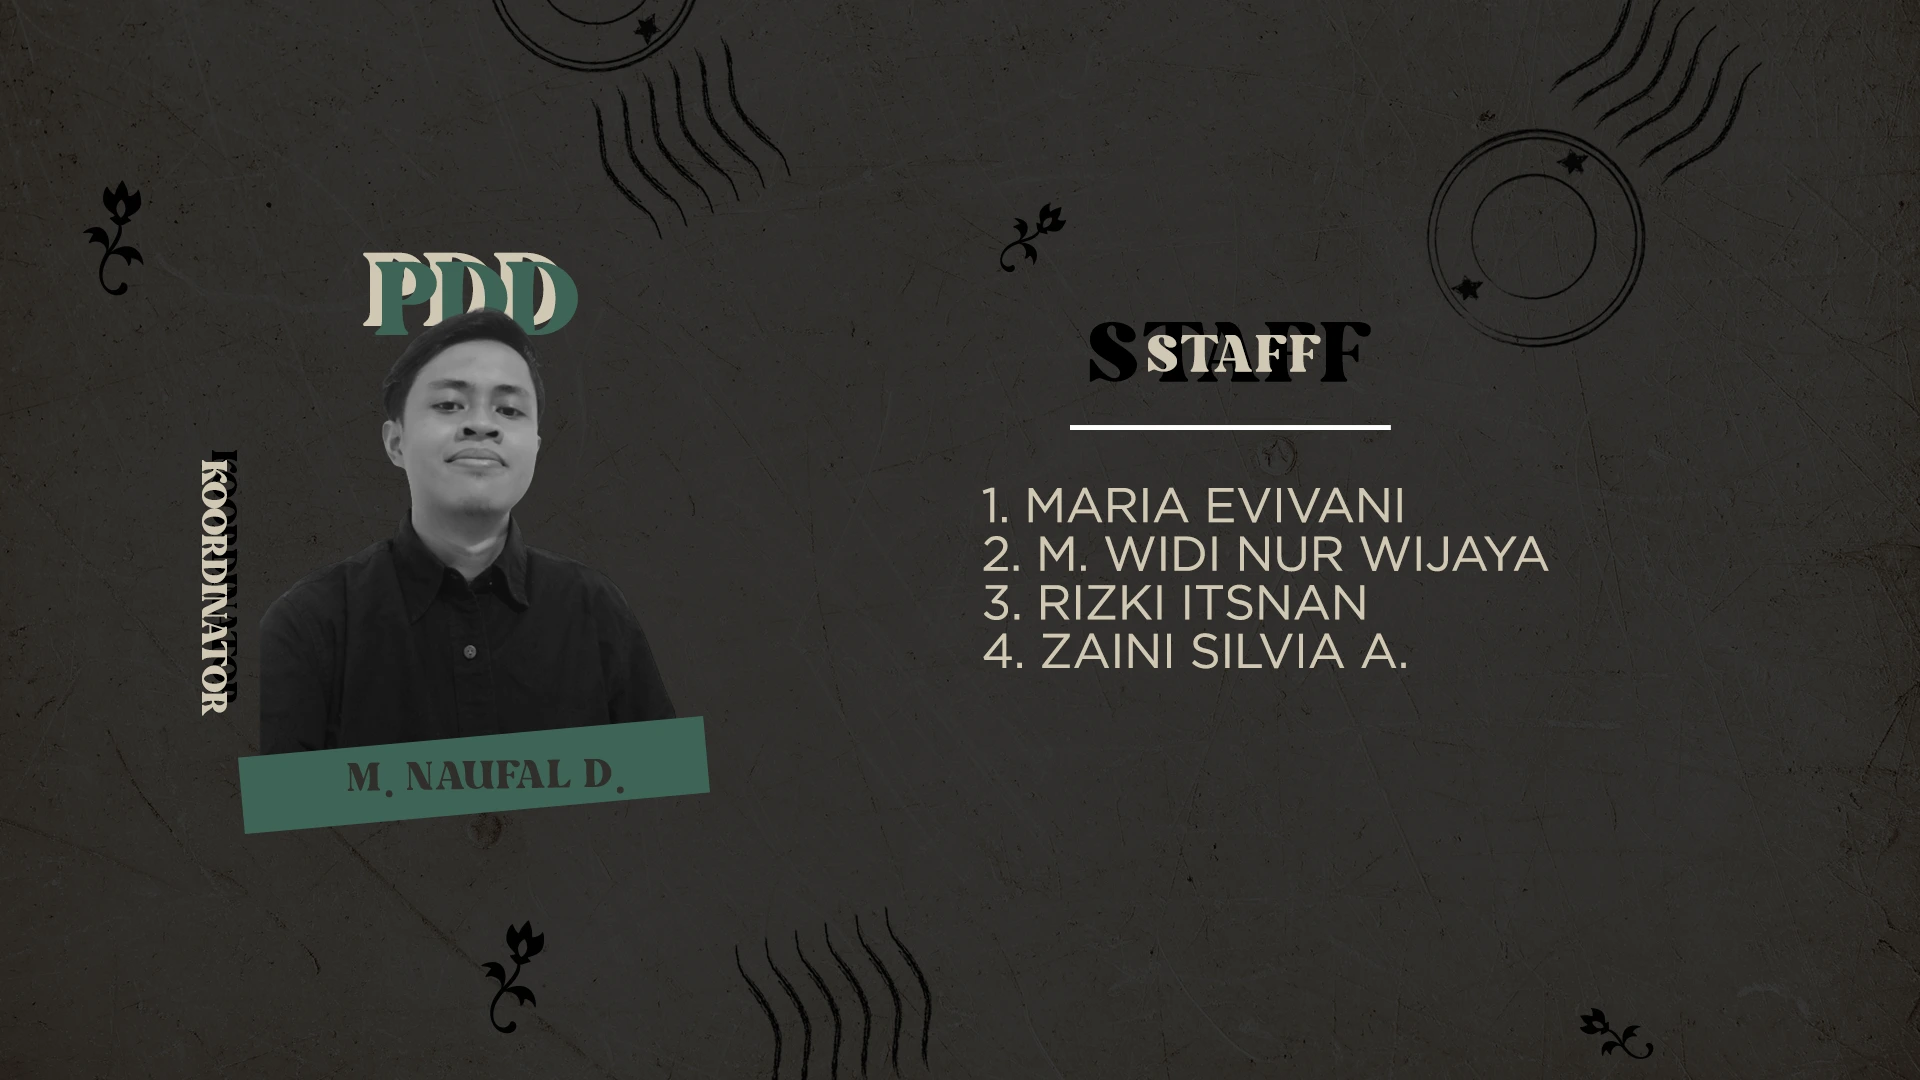 PDD
KOORDINATOR
M. NAUFAL D.
STAFF
1. MARIA EVIVANI
2. M. WIDI NUR WIJAYA
3. RIZKI ITSNAN
4. ZAINI SILVIA A.